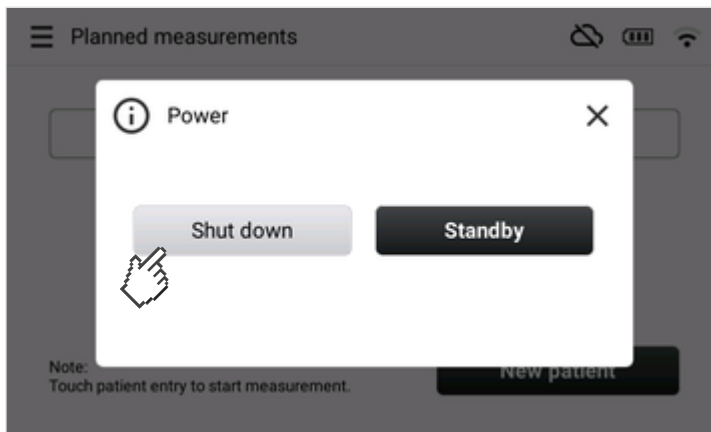 Planned measurements
Power
Shut down
Standby
Note:
Touch patient entry to start measurement.
New patient